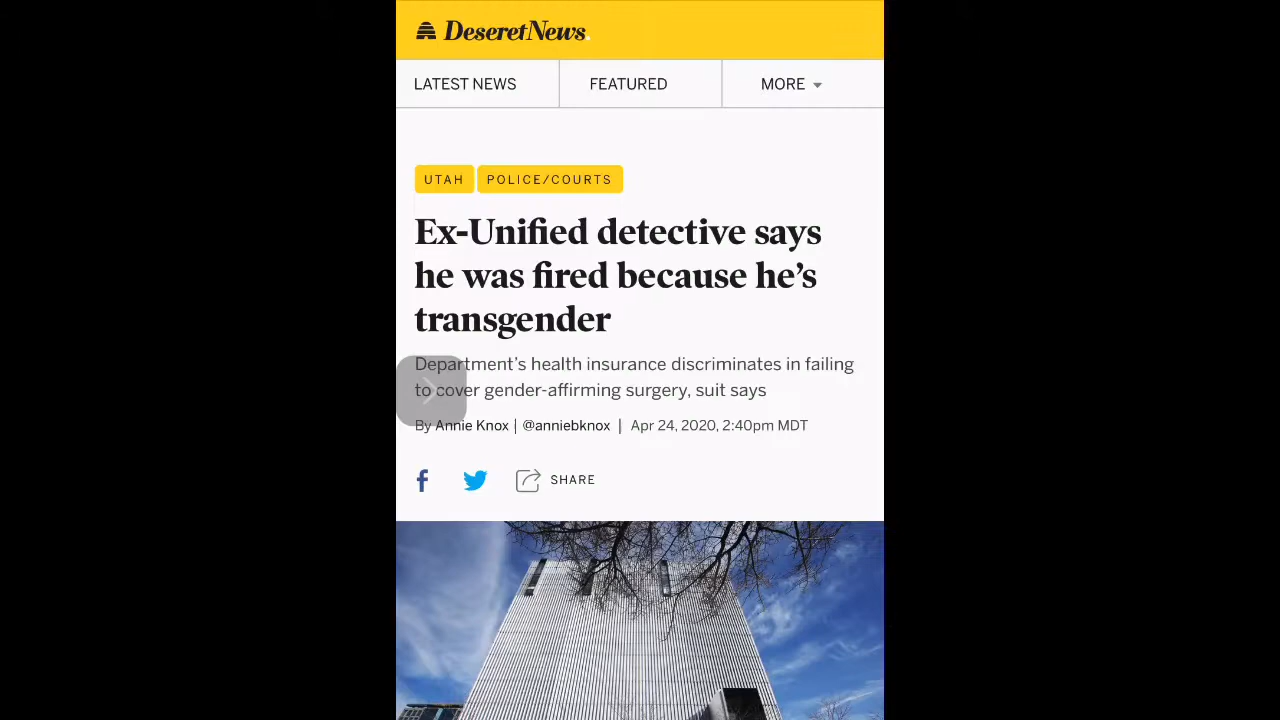 DeseretNews.
LATEST NEWS
FEATURED
MORE
UTAH
POLICE/COURTS
Ex-Unified detective says
he was fired because he's
transgender
Department's health insurance discriminates in failing
to cover gender-affirming surgery, suit says
By Annie Knox | @anniebknox | Apr 24, 2020, 2:40pm MDT
SHARE